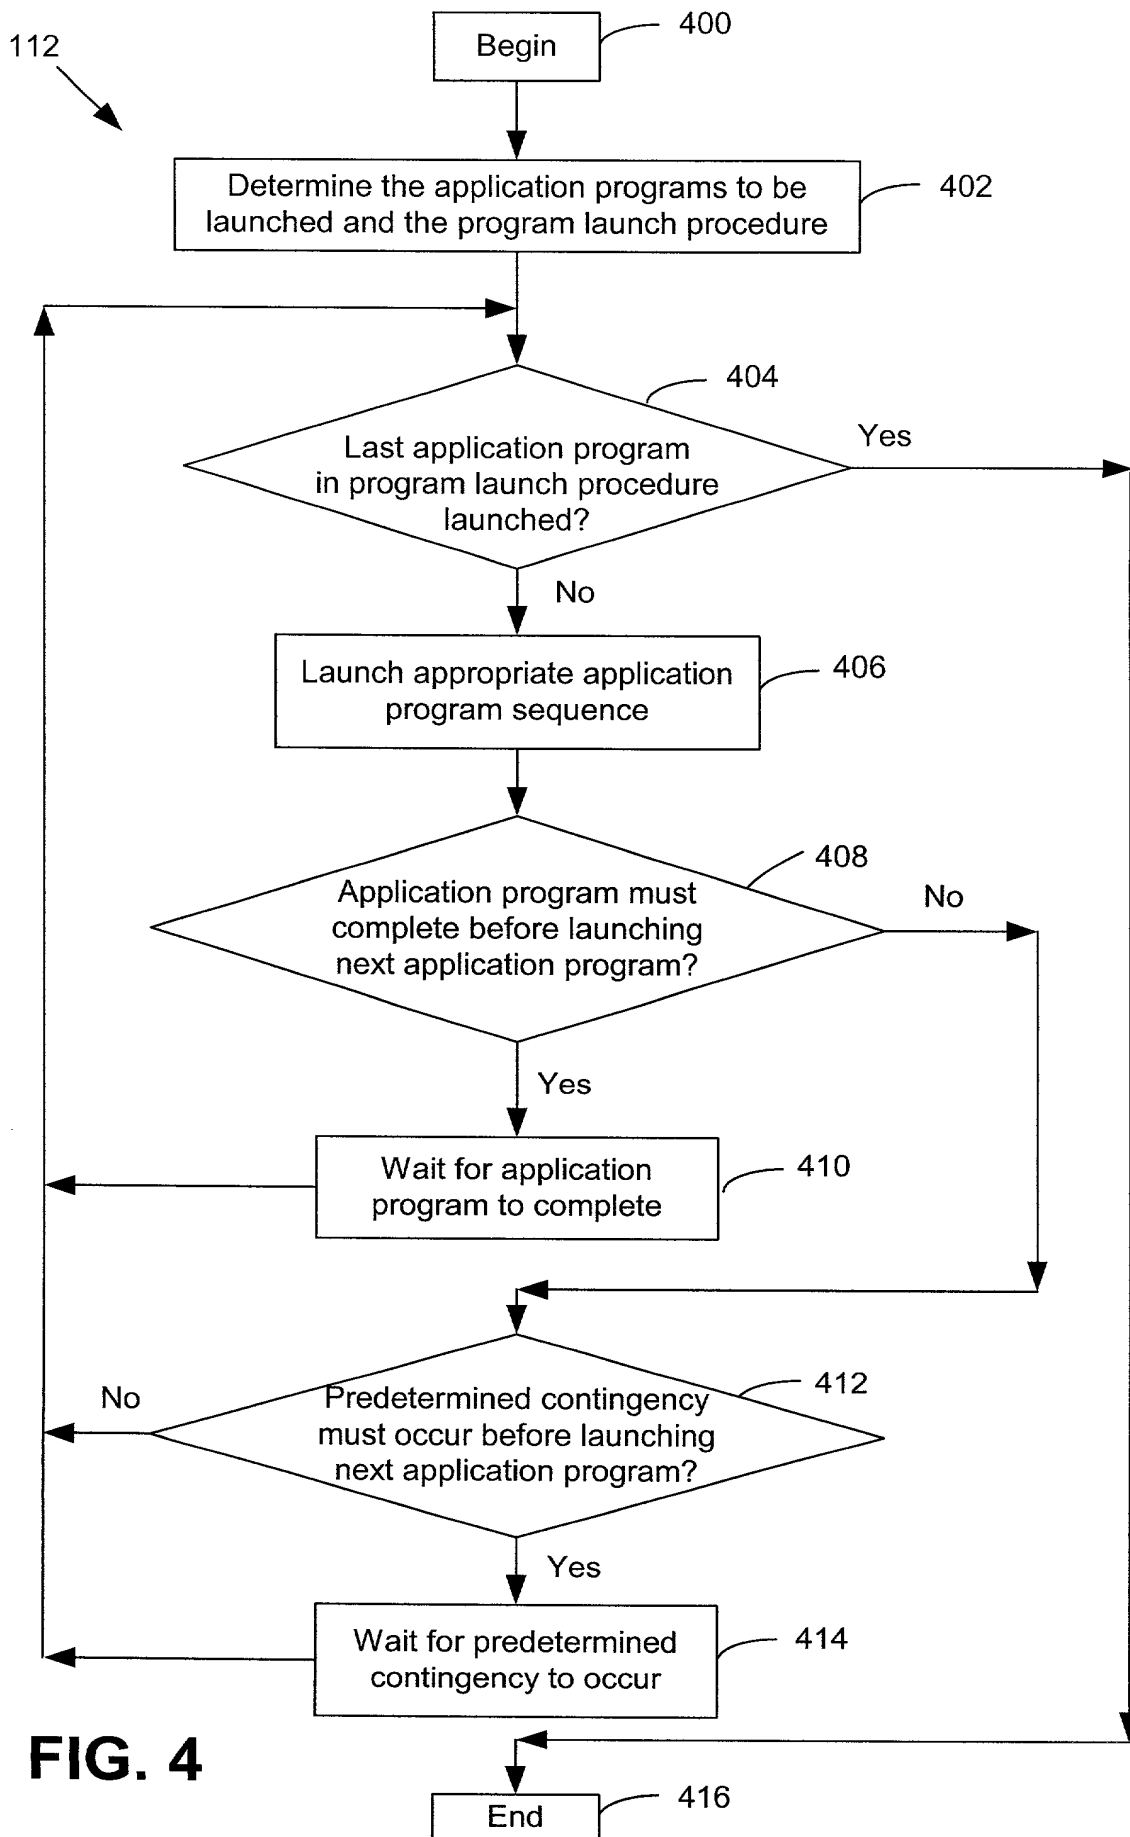 400
Begin
112
Determine the application programs to be
launched and the program launch procedure
402
404
Yes
Last application program
in program launch procedure
launched?
No
Launch appropriate application
program sequence
406
408
Application program must
complete before launching
next application program?
No
Yes
Wait for application
program to complete
410
412
No
Predetermined contingency
must occur before launching
next application program?
Yes
Wait for predetermined
contingency to occur
414
FIG. 4
End
416